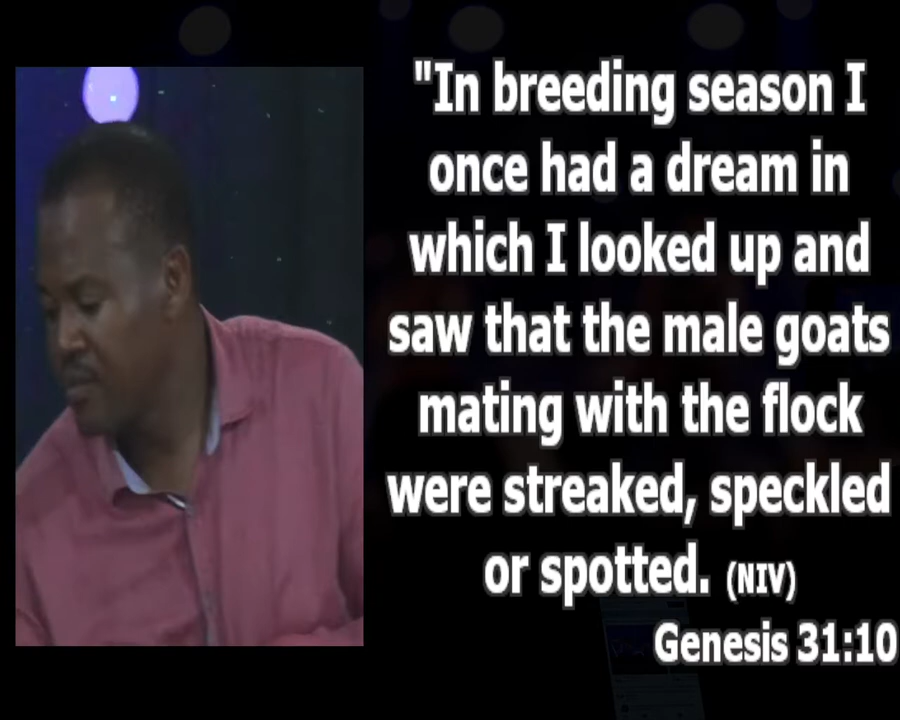 "In breeding season I
once had a dream in
which I looked up and
saw that the male goats
mating with the flock
were streaked, speckled
or spotted. (NIV)
Genesis 31:10